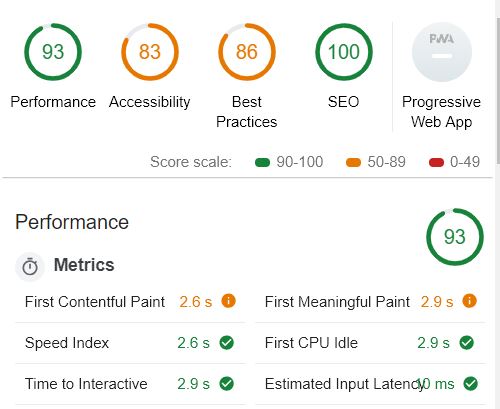 93 83 86 100 PWA
Performance Accessibility Best Practices SEO Progressive Web App
Score scale: 90-100 50-89 0-49
Performance 93
Metrics
First Contentful Paint 2.6 s First Meaningful Paint 2.9 s
Speed Index 2.6 s First CPU Idle 2.9 s
Time to Interactive 2.9 s Estimated Input Latency 10 ms